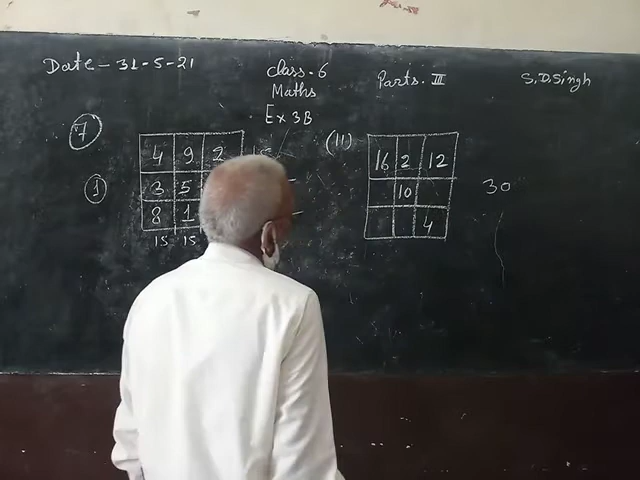 Date - 31-5-21
Class - 6
Parts. III
S.D.Singh
Maths
Ex 3B
7
(11)
4 9 2
16 2 12
1
3 5
10
30
8 1
4
15 15